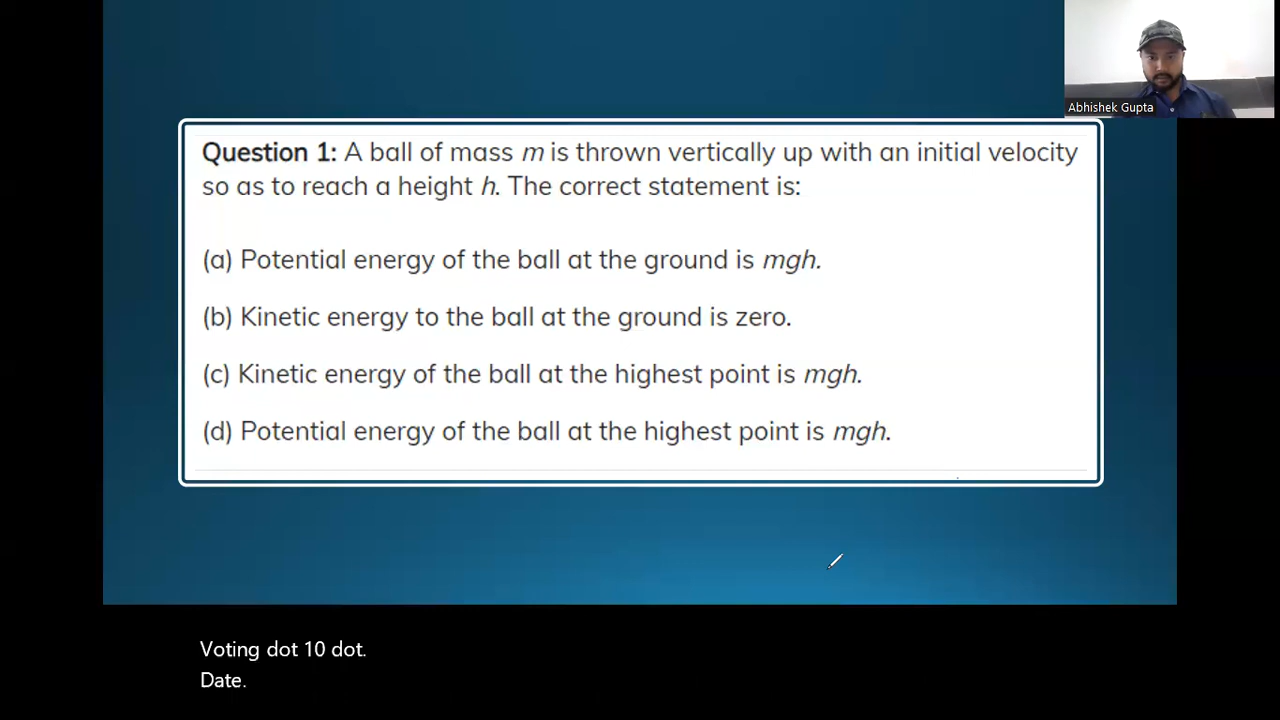 Abhishek Gupta
Question 1: A ball of mass m is thrown vertically up with an initial velocity
so as to reach a height h. The correct statement is:
(a) Potential energy of the ball at the ground is mgh.
(b) Kinetic energy to the ball at the ground is zero.
(c) Kinetic energy of the ball at the highest point is mgh.
(d) Potential energy of the ball at the highest point is mgh.
Voting dot 10 dot.
Date.